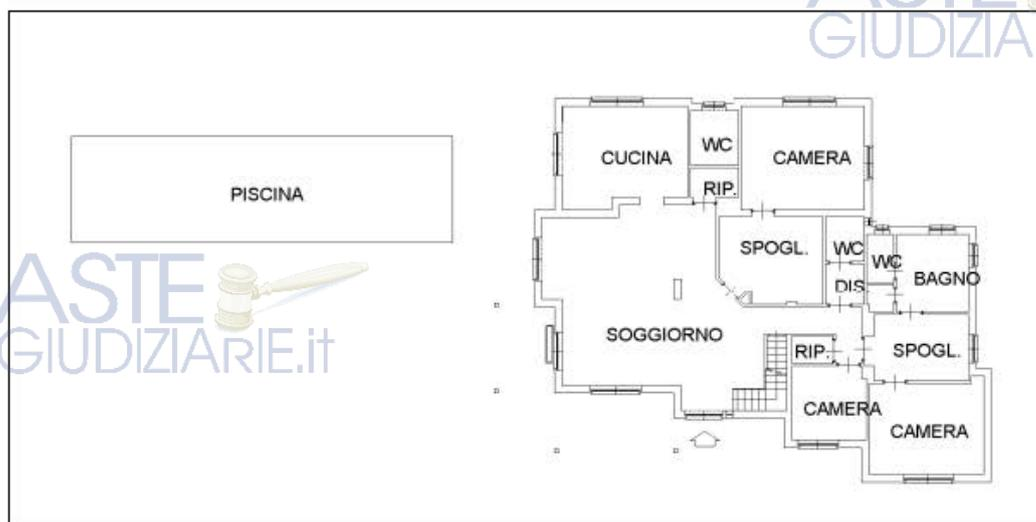 ASTE
GIUDIZIA
CUCINA
WC
CAMERA
RIP.
PISCINA
SPOGL.
WC
WC
BAGNO
DIS.
ASTE
GIUDIZIARIE.it
SOGGIORNO
RIP.
SPOGL.
CAMERA
CAMERA